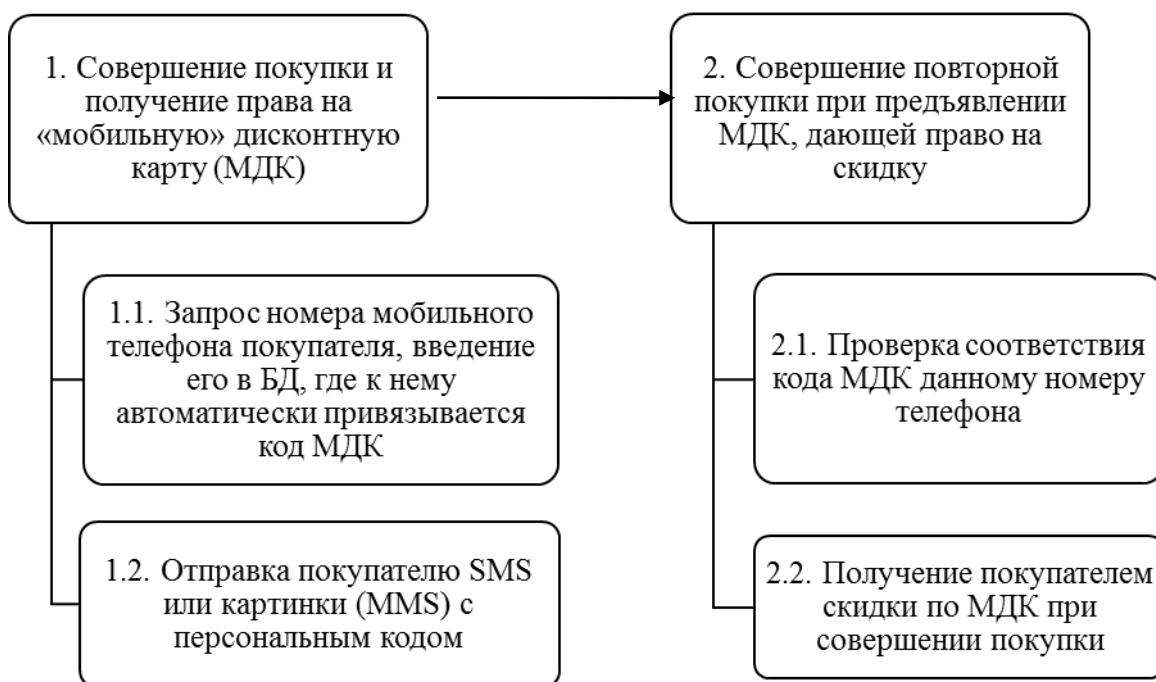 1. Совершение покупки и
получение права на
«мобильную» дисконтную
карту (МДК)
2. Совершение повторной
покупки при предъявлении
МДК, дающей право на
скидку
1.1. Запрос номера мобильного
телефона покупателя, введение
его в БД, где к нему
автоматически привязывается
код МДК
2.1. Проверка соответствия
кода МДК данному номеру
телефона
1.2. Отправка покупателю SMS
или картинки (MMS) с
персональным кодом
2.2. Получение покупателем
скидки по МДК при
совершении покупки